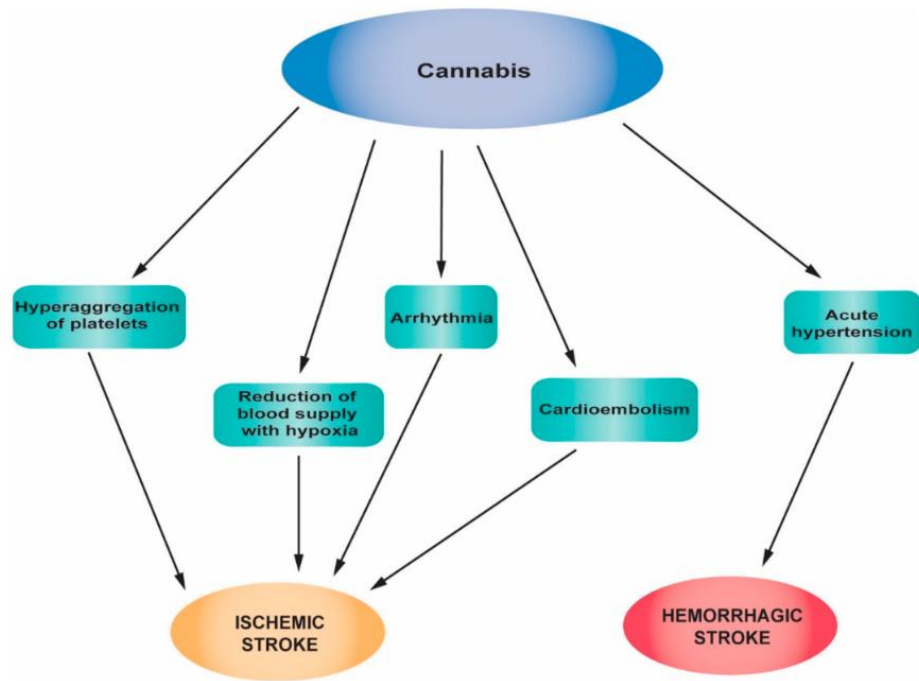 Cannabis
Hyperaggregation
of platelets
Arrhythmia
Acute
hypertension
Reduction of
blood supply
with hypoxia
Cardioembolism
ISCHEMIC
STROKE
HEMORRHAGIC
STROKE